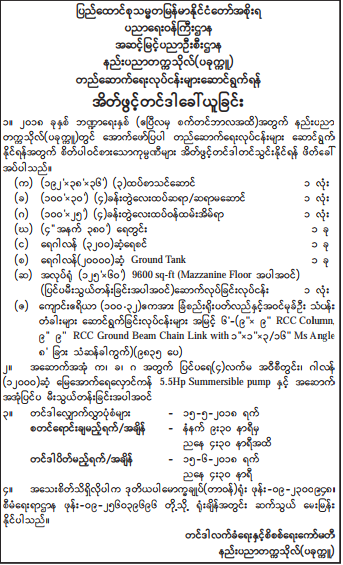 ပြည်ထောင်စုသမ္မတမြန်မာနိုင်ငံတော်အစိုးရ
ပညာရေးဝန်ကြီးဌာန
အဆင့်မြင့်ပညာဦးစီးဌာန
နည်းပညာတက္ကသိုလ်(ပခုက္ကူ)
တည်ဆောက်ရေးလုပ်ငန်းများဆောင်ရွက်ရန်
အိတ်ဖွင့်တင်ဒါခေါ်ယူခြင်း
၁။ ၂၀၁၈ ခုနှစ် ဘဏ္ဍာရေးနှစ် (ဧပြီလမှ စက်တင်ဘာလအထိ)အတွက် နည်းပညာ
တက္ကသိုလ်(ပခုက္ကူ)တွင် အောက်ဖော်ပြပါ တည်ဆောက်ရေးလုပ်ငန်းများ ဆောင်ရွက်
နိုင်ရန်အတွက် စိတ်ပါဝင်စားသောကုမ္ပဏီများ အိတ်ဖွင့်တင်ဒါတင်သွင်းနိုင်ရန် ဖိတ်ခေါ်
အပ်ပါသည်။
(က) (၁၉၂'×၃၈'×၃၆') (၃)ထပ်စာသင်ဆောင် ၁ လုံး
(ခ) (၁၀၀'×၃၀') (၄)ခန်းတွဲလေးထပ်ဆရာ/ဆရာမဆောင် ၁ လုံး
(ဂ) (၁၀၀'×၂၅') (၄)ခန်းတွဲလေးထပ်ဝန်ထမ်းအိမ်ရာ ၁ လုံး
(ဃ) (၄"အနက် ၃၈၀') ရေတွင်း ၁ ခု
(င) ရေဂါလန် (၃၂၀၀)ဆံ့ရေစင် ၁ ခု
(စ) ရေဂါလန်(၂၀၀၀၀)ဆံ့ Ground Tank ၁ ခု
(ဆ) အလုပ်ရုံ (၁၂၅'×၆၀') 9600 sq-ft (Mazzanine Floor အပါအဝင်)
(ပြင်ပမီးသွယ်တန်းခြင်းအပါအဝင်)ဆောက်လုပ်ခြင်းလုပ်ငန်း ၁ လုံး
(ဇ) ကျောင်းဧရိယာ (၁၀၀-၃၂)ဧကအား ခြံစည်းရိုးပတ်လည်နှင့်အဝင်မုခ်ဦး သံပန်း
တံခါးများ ဆောင်ရွက်ခြင်းလုပ်ငန်းများ အမြင့် ၆'-(၉"× ၉" RCC Column,
၉" ၉" RCC Ground Beam Chain Link with ၁"×၁"×၃/၁၆" Ms Angle
၈' ခြား သံဆန်ခါကွက်)(၉၈၃၅ ပေ)
၂။ အဆောက်အအုံ က၊ ခ၊ ဂ အတွက် ပြင်ပရေ(၄)လက်မ အဝီစိတွင်း၊ ဂါလန်
(၁၂၀၀၀)ဆံ့ မြေအောက်ရေလှောင်ကန် 5.5Hp Summersible pump နှင့် အဆောက်
အအုံပြင်ပ မီးသွယ်တန်းခြင်းအပါအဝင်
၃။ တင်ဒါလျှောက်လွှာပုံစံများ - ၁၅-၅-၂၀၁၈ ရက်
စတင်ရောင်းချမည့်ရက်/အချိန် - နံနက် ၉း၃၀ နာရီမှ
ညနေ ၄း၃၀ နာရီအထိ
တင်ဒါပိတ်မည့်ရက်/အချိန် - ၁၅-၆-၂၀၁၈ ရက်
ညနေ ၄း၃၀ နာရီ
၄။ အသေးစိတ်သိရှိလိုပါက ဒုတိယပါမောက္ခချုပ်(တာဝန်)ရုံး ဖုန်း-၀၉-၂၃၀၀၉၄၈။
စီမံရေးရာဌာန ဖုန်း-၀၉-၂၅၆၀၃၉၆၉၆ တို့သို့ ရုံးချိန်အတွင်း ဆက်သွယ် မေးမြန်း
နိုင်ပါသည်။
တင်ဒါလက်ခံရေးနှင့်စိစစ်ရေးကော်မတီ
နည်းပညာတက္ကသိုလ်(ပခုက္ကူ)